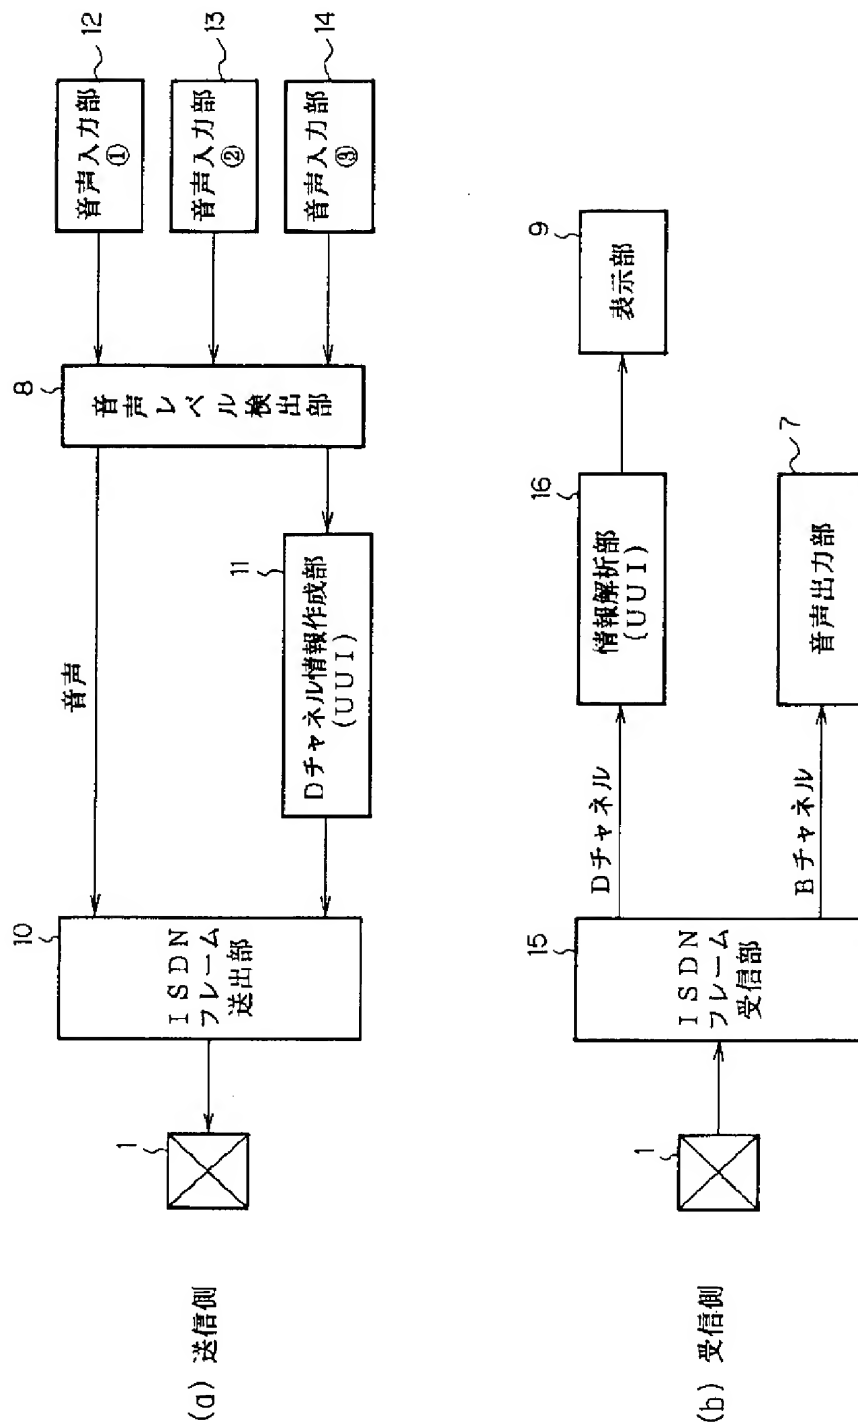 (a) 送信側
1
10
ISDN
フレーム
送出部
音声
11
Dチャネル情報作成部
(UUI)
8
音声レベル検出部
12
音声入力部
①
13
音声入力部
②
14
音声入力部
③
(b) 受信側
1
15
ISDN
フレーム
受信部
Dチャネル
Bチャネル
16
情報解析部
(UUI)
9
表示部
7
音声出力部